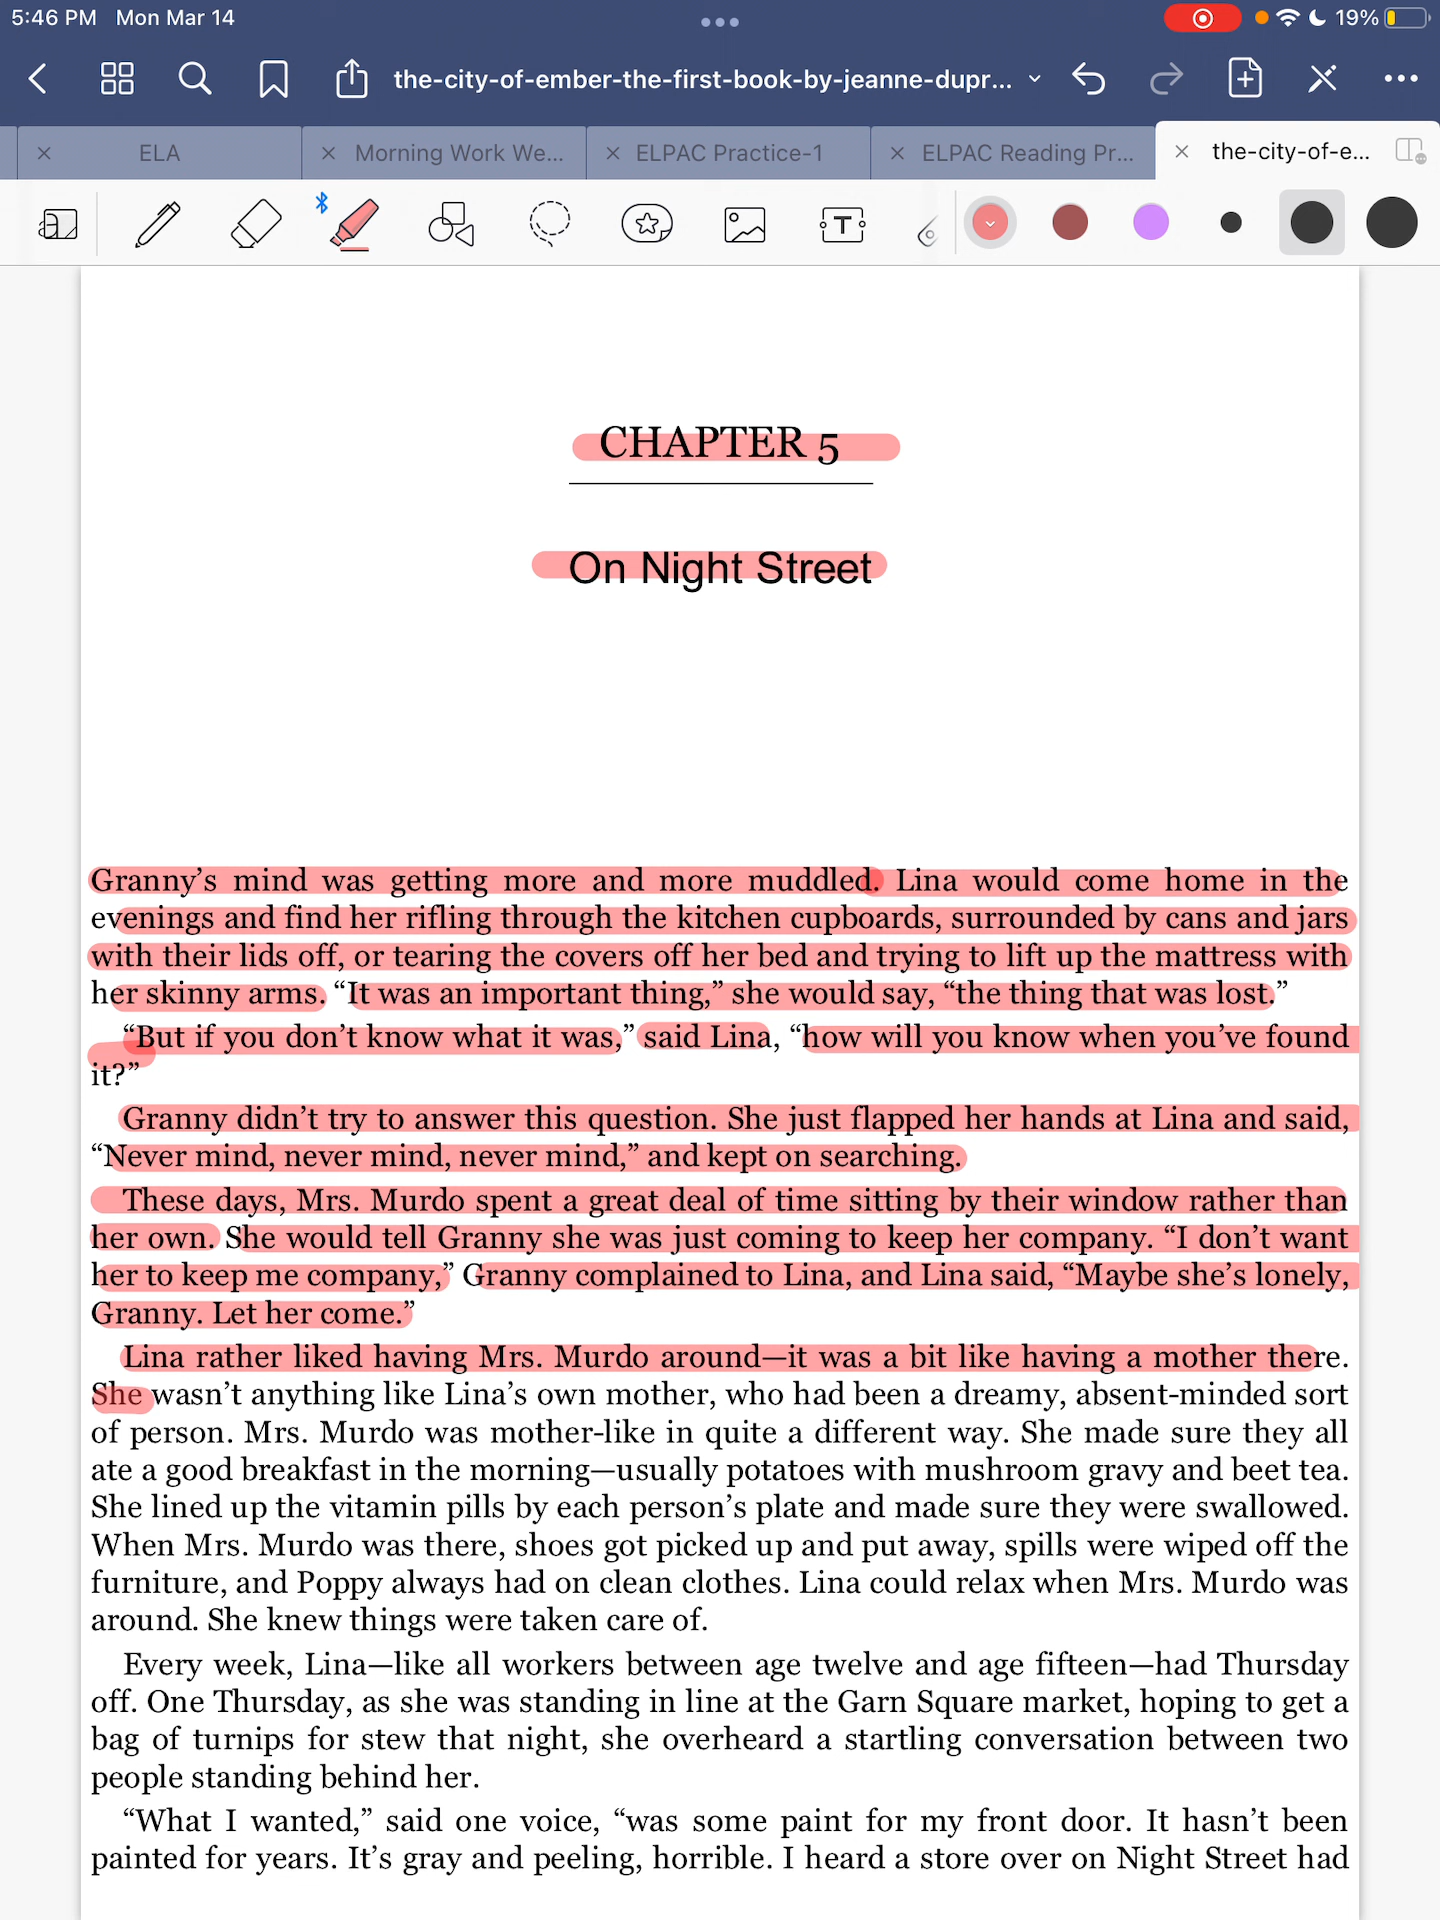 5:46 PM Mon Mar 14
19%
the-city-of-ember-the-first-book-by-jeanne-dupr...
ELA
Morning Work We...
ELPAC Practice-1
ELPAC Reading Pr...
the-city-of-e...
CHAPTER 5
On Night Street
Granny’s mind was getting more and more muddled. Lina would come home in the
evenings and find her rifling through the kitchen cupboards, surrounded by cans and jars
with their lids off, or tearing the covers off her bed and trying to lift up the mattress with
her skinny arms. “It was an important thing,” she would say, “the thing that was lost.”
“But if you don’t know what it was,” said Lina, “how will you know when you’ve found
it?”
Granny didn’t try to answer this question. She just flapped her hands at Lina and said,
“Never mind, never mind, never mind,” and kept on searching.
These days, Mrs. Murdo spent a great deal of time sitting by their window rather than
her own. She would tell Granny she was just coming to keep her company. “I don’t want
her to keep me company,” Granny complained to Lina, and Lina said, “Maybe she’s lonely,
Granny. Let her come.”
Lina rather liked having Mrs. Murdo around—it was a bit like having a mother there.
She wasn’t anything like Lina’s own mother, who had been a dreamy, absent-minded sort
of person. Mrs. Murdo was mother-like in quite a different way. She made sure they all
ate a good breakfast in the morning—usually potatoes with mushroom gravy and beet tea.
She lined up the vitamin pills by each person’s plate and made sure they were swallowed.
When Mrs. Murdo was there, shoes got picked up and put away, spills were wiped off the
furniture, and Poppy always had on clean clothes. Lina could relax when Mrs. Murdo was
around. She knew things were taken care of.
Every week, Lina—like all workers between age twelve and age fifteen—had Thursday
off. One Thursday, as she was standing in line at the Garn Square market, hoping to get a
bag of turnips for stew that night, she overheard a startling conversation between two
people standing behind her.
“What I wanted,” said one voice, “was some paint for my front door. It hasn’t been
painted for years. It’s gray and peeling, horrible. I heard a store over on Night Street had